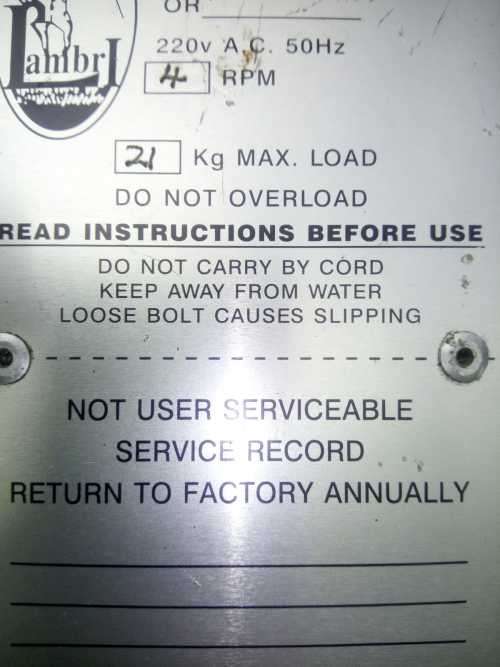 OR
LambrI
220v A.C. 50Hz
4 RPM
21 Kg MAX. LOAD
DO NOT OVERLOAD
READ INSTRUCTIONS BEFORE USE
DO NOT CARRY BY CORD
KEEP AWAY FROM WATER
LOOSE BOLT CAUSES SLIPPING
NOT USER SERVICEABLE
SERVICE RECORD
RETURN TO FACTORY ANNUALLY